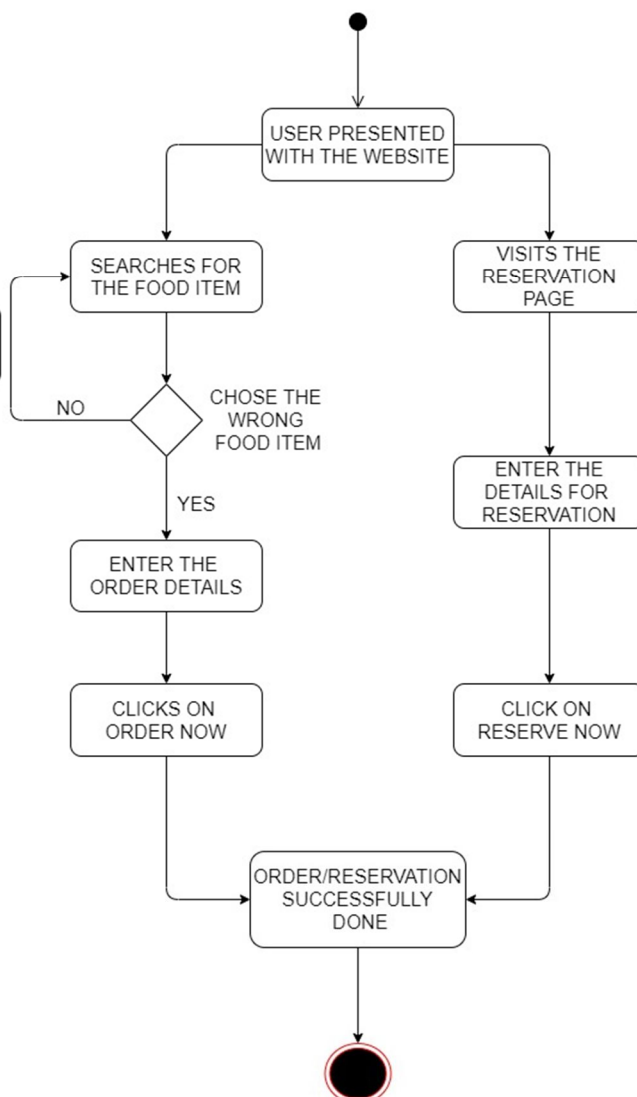 USER PRESENTED
WITH THE WEBSITE
SEARCHES FOR
THE FOOD ITEM
VISITS THE
RESERVATION
PAGE
CHOSE THE
WRONG
FOOD ITEM
NO
YES
ENTER THE
DETAILS FOR
RESERVATION
ENTER THE
ORDER DETAILS
CLICKS ON
ORDER NOW
CLICK ON
RESERVE NOW
ORDER/RESERVATION
SUCCESSFULLY
DONE